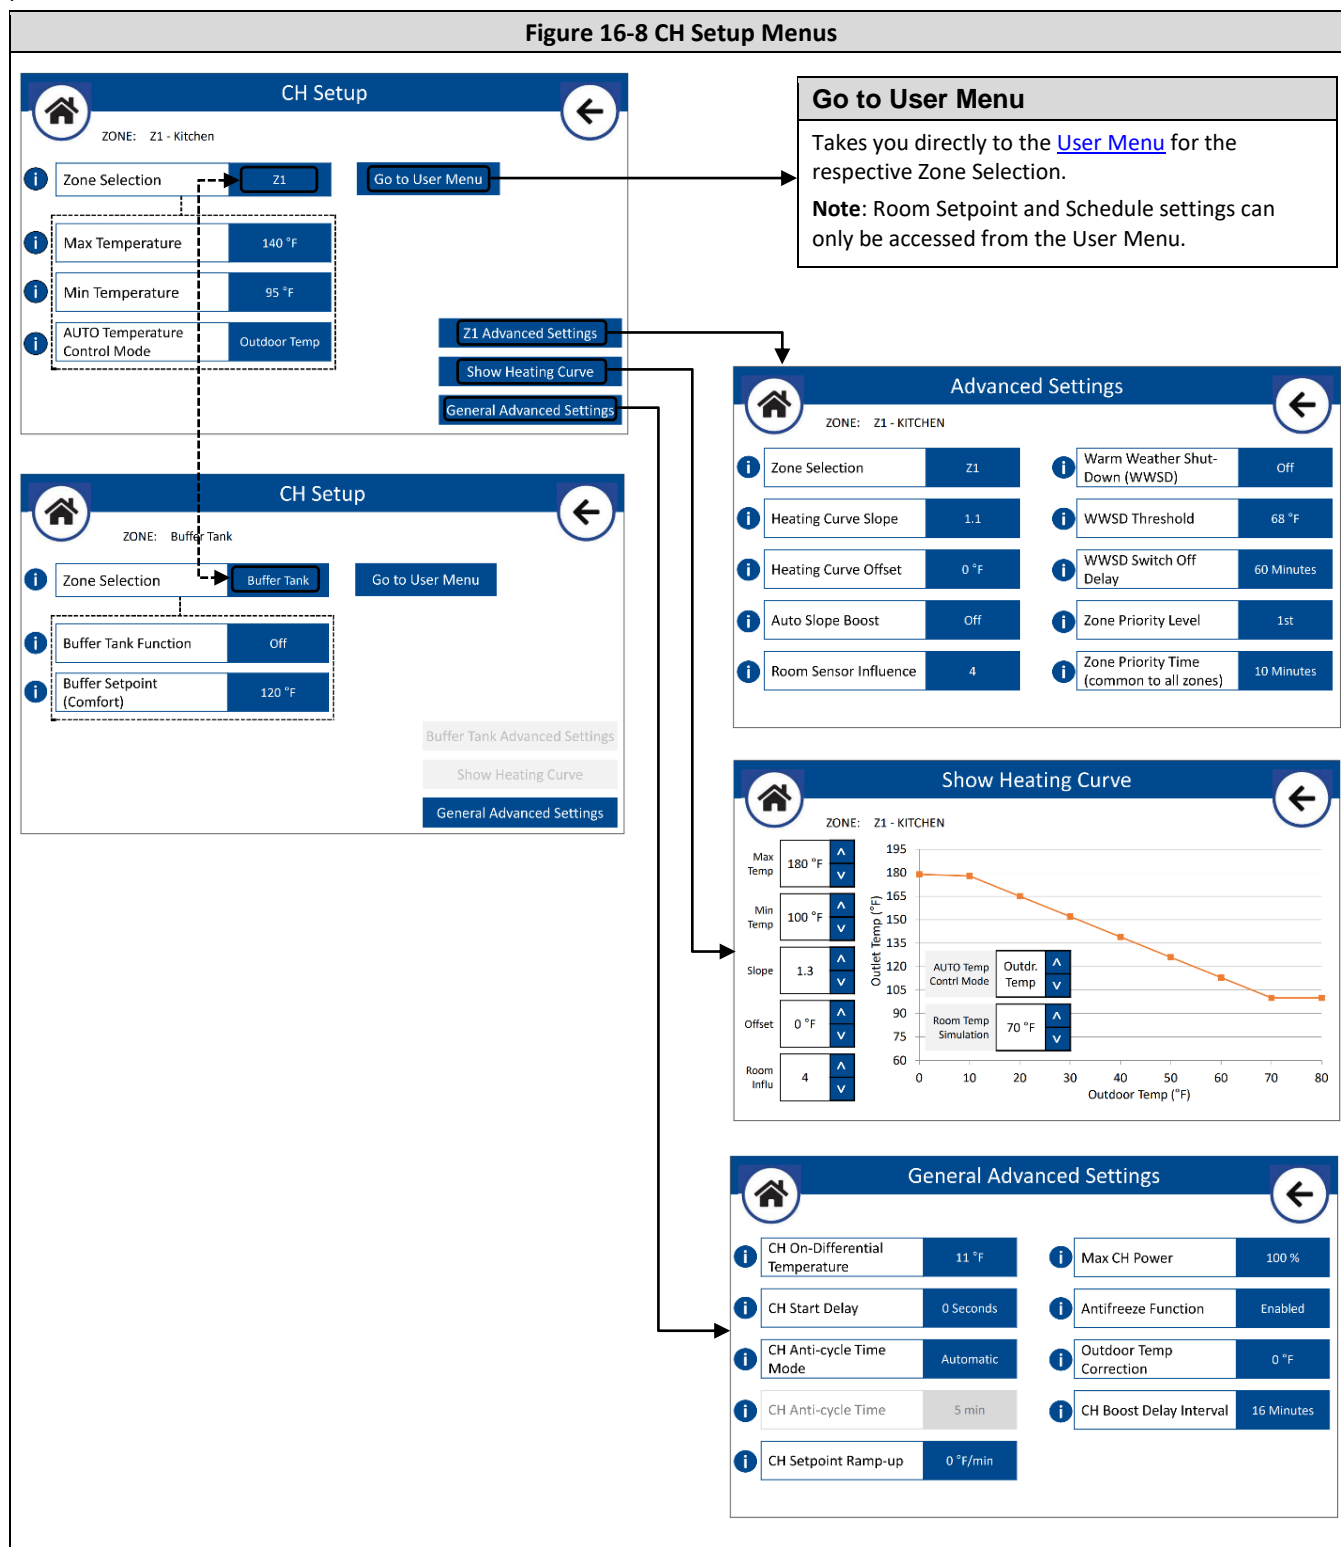 Figure 16-8 CH Setup Menus
CH Setup
ZONE: Z1 - Kitchen
Zone Selection
Z1
Go to User Menu
Max Temperature
140 °F
Min Temperature
95 °F
AUTO Temperature
Control Mode
Outdoor Temp
Z1 Advanced Settings
Show Heating Curve
General Advanced Settings
Go to User Menu
Takes you directly to the User Menu for the
respective Zone Selection.
Note: Room Setpoint and Schedule settings can
only be accessed from the User Menu.
CH Setup
ZONE: Buffer Tank
Zone Selection
Buffer Tank
Go to User Menu
Buffer Tank Function
Off
Buffer Setpoint
(Comfort)
120 °F
Buffer Tank Advanced Settings
Show Heating Curve
General Advanced Settings
Advanced Settings
ZONE: Z1 - KITCHEN
Zone Selection
Z1
Heating Curve Slope
1.1
Heating Curve Offset
0 °F
Auto Slope Boost
Off
Room Sensor Influence
4
Warm Weather Shut-
Down (WWSD)
Off
WWSD Threshold
68 °F
WWSD Switch Off
Delay
60 Minutes
Zone Priority Level
1st
Zone Priority Time
(common to all zones)
10 Minutes
Show Heating Curve
ZONE: Z1 - KITCHEN
Max
Temp
180 °F
Min
Temp
100 °F
Slope
1.3
Offset
0 °F
Room
Influ
4
Outlet Temp (°F)
195
180
165
150
135
120
105
90
75
60
AUTO Temp
Contrl Mode
Outdr.
Temp
Room Temp
Simulation
70 °F
0 10 20 30 40 50 60 70 80
Outdoor Temp (°F)
General Advanced Settings
CH On-Differential
Temperature
11 °F
CH Start Delay
0 Seconds
CH Anti-cycle Time
Mode
Automatic
CH Anti-cycle Time
5 min
CH Setpoint Ramp-up
0 °F/min
Max CH Power
100 %
Antifreeze Function
Enabled
Outdoor Temp
Correction
0 °F
CH Boost Delay Interval
16 Minutes